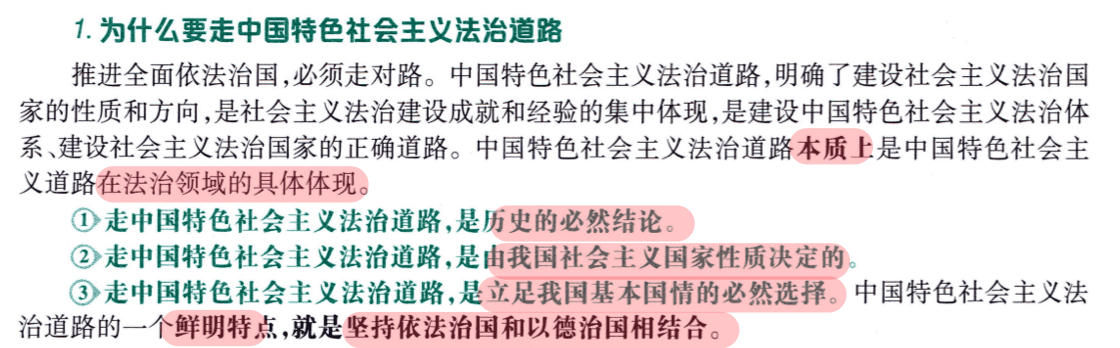 1. 为什么要走中国特色社会主义法治道路
推进全面依法治国,必须走对路。中国特色社会主义法治道路,明确了建设社会主义法治国
家的性质和方向,是社会主义法治建设成就和经验的集中体现,是建设中国特色社会主义法治体
系、建设社会主义法治国家的正确道路。中国特色社会主义法治道路本质上是中国特色社会主
义道路在法治领域的具体体现。
①走中国特色社会主义法治道路,是历史的必然结论。
②走中国特色社会主义法治道路,是由我国社会主义国家性质决定的。
③走中国特色社会主义法治道路,是立足我国基本国情的必然选择。中国特色社会主义法
治道路的一个鲜明特点,就是坚持依法治国和以德治国相结合。